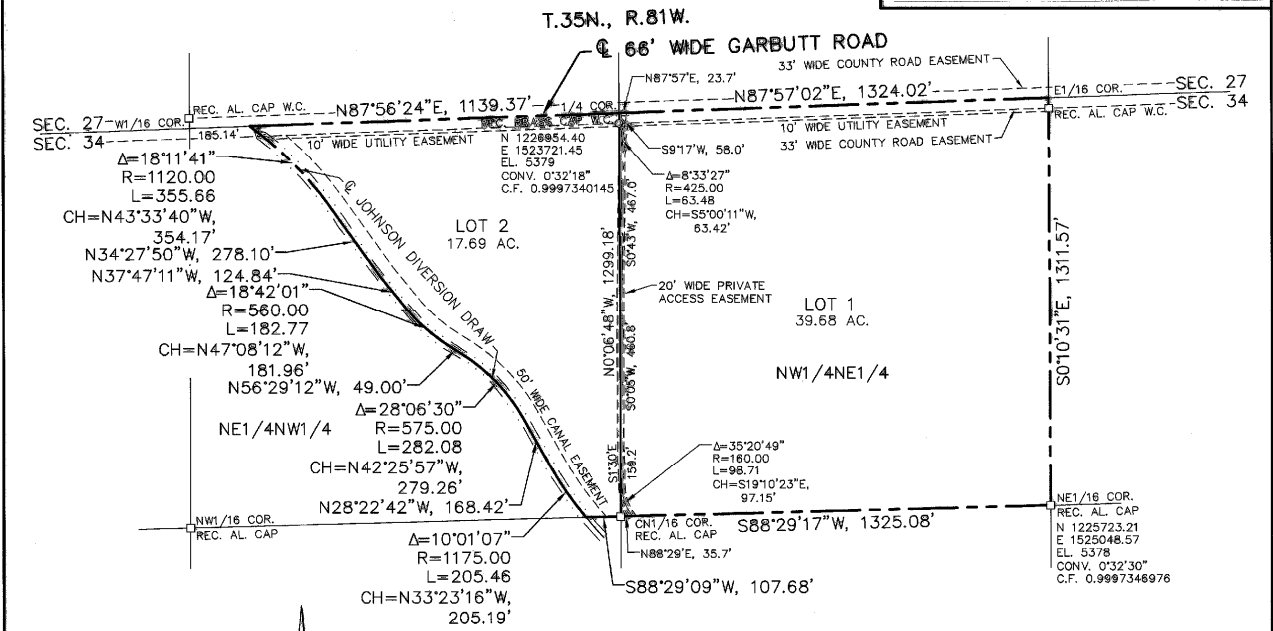 T.35N., R.81W.
℄ 66' WIDE GARBUTT ROAD
N87°57'E, 23.7'
33' WIDE COUNTY ROAD EASEMENT
REC. AL. CAP W.C.
N87°56'24"E, 1139.37'
1/4 COR.
N87°57'02"E, 1324.02'
E1/16 COR.
SEC. 27
SEC. 27
W1/16 COR.
REC. AL. CAP W.C.
SEC. 34
SEC. 34
185.14'
10' WIDE UTILITY EASEMENT
REC. BRASS CAP W.C.
10' WIDE UTILITY EASEMENT
33' WIDE COUNTY ROAD EASEMENT
N 1226954.40
E 1523721.45
EL. 5379
CONV. 0°32'18"
C.F. 0.9997340145
S9°17'W, 58.0'
Δ=8°33'27"
R=425.00
L=63.48
CH=S5°00'11"W,
63.42'
Δ=18°11'41"
R=1120.00
L=355.66
CH=N43°33'40"W,
354.17'
℄ JOHNSON DIVERSION DRAW
LOT 2
17.69 AC.
S0°43'W, 467.0'
N34°27'50"W, 278.10'
N37°47'11"W, 124.84'
N0°06'48"W, 1299.18'
20' WIDE PRIVATE
ACCESS EASEMENT
LOT 1
39.68 AC.
S0°10'31"E, 1311.57'
Δ=18°42'01"
R=560.00
L=182.77
CH=N47°08'12"W,
181.96'
N56°29'12"W, 49.00'
NW1/4NE1/4
50' WIDE CANAL EASEMENT
NE1/4NW1/4
Δ=28°06'30"
R=575.00
L=282.08
CH=N42°25'57"W,
279.26'
N28°22'42"W, 168.42'
S1°30'E
159.2'
Δ=35°20'49"
R=160.00
L=98.71
CH=S19°10'23"E,
97.15'
NW1/16 COR.
REC. AL. CAP
CN1/16 COR.
REC. AL. CAP
S88°29'17"W, 1325.08'
N88°29'E, 35.7'
NE1/16 COR.
REC. AL. CAP
N 1225723.21
E 1525048.57
EL. 5378
CONV. 0°32'30"
C.F. 0.9997346976
Δ=10°01'07"
R=1175.00
L=205.46
CH=N33°23'16"W,
205.19'
S88°29'09"W, 107.68'